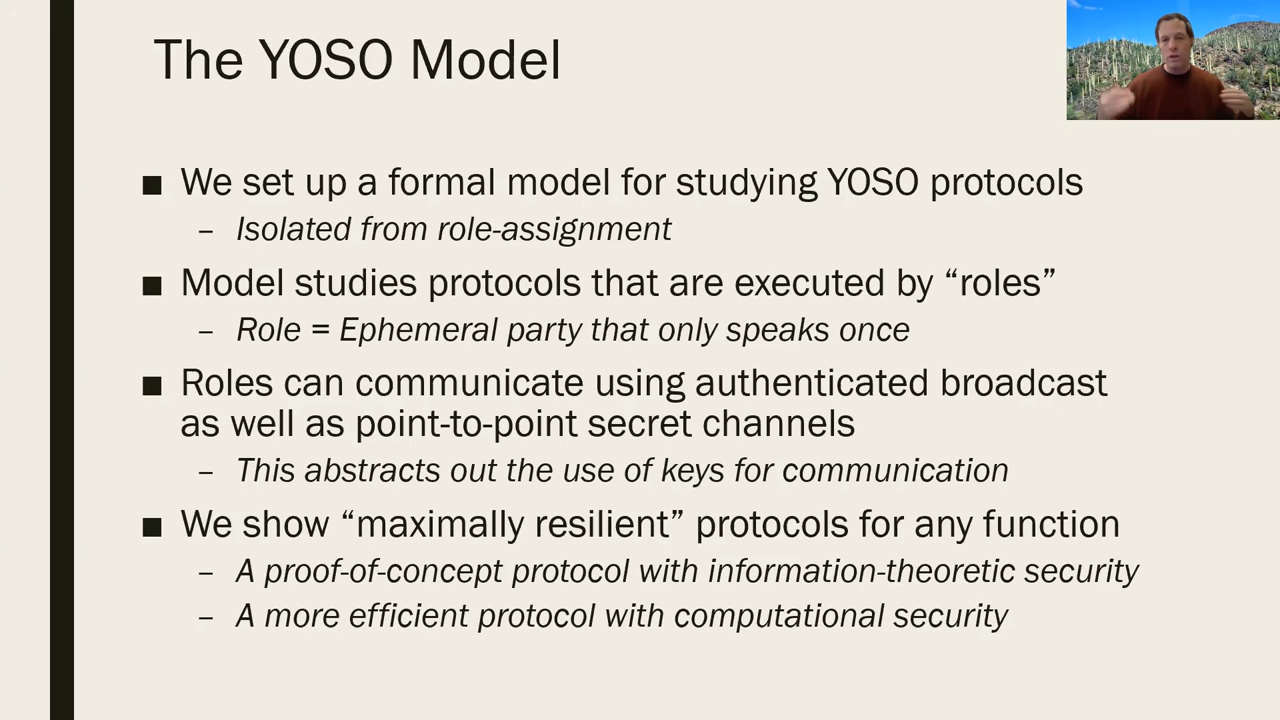 The YOSO Model
■ We set up a formal model for studying YOSO protocols
– Isolated from role-assignment
■ Model studies protocols that are executed by “roles”
– Role = Ephemeral party that only speaks once
■ Roles can communicate using authenticated broadcast
as well as point-to-point secret channels
– This abstracts out the use of keys for communication
■ We show “maximally resilient” protocols for any function
– A proof-of-concept protocol with information-theoretic security
– A more efficient protocol with computational security